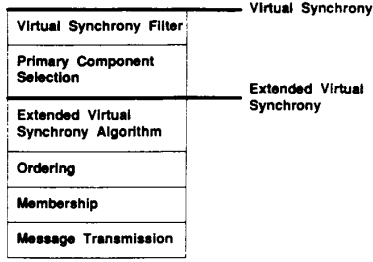 Virtual Synchrony
Virtual Synchrony Filter
Primary Component
Selection
Extended Virtual
Synchrony
Extended Virtual
Synchrony Algorithm
Ordering
Membership
Message Transmission